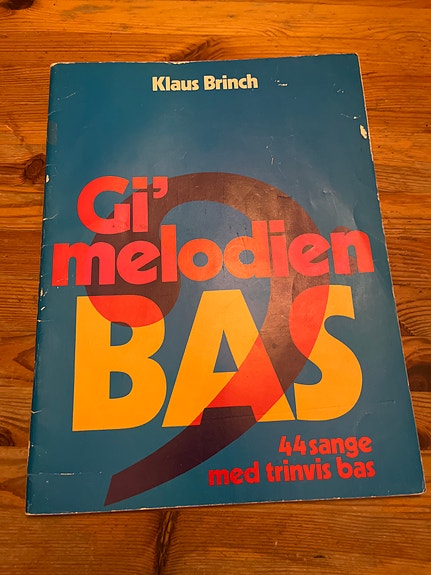 Klaus Brinch
Gi'
melodien
BAS
44 sange
med trinvis bas